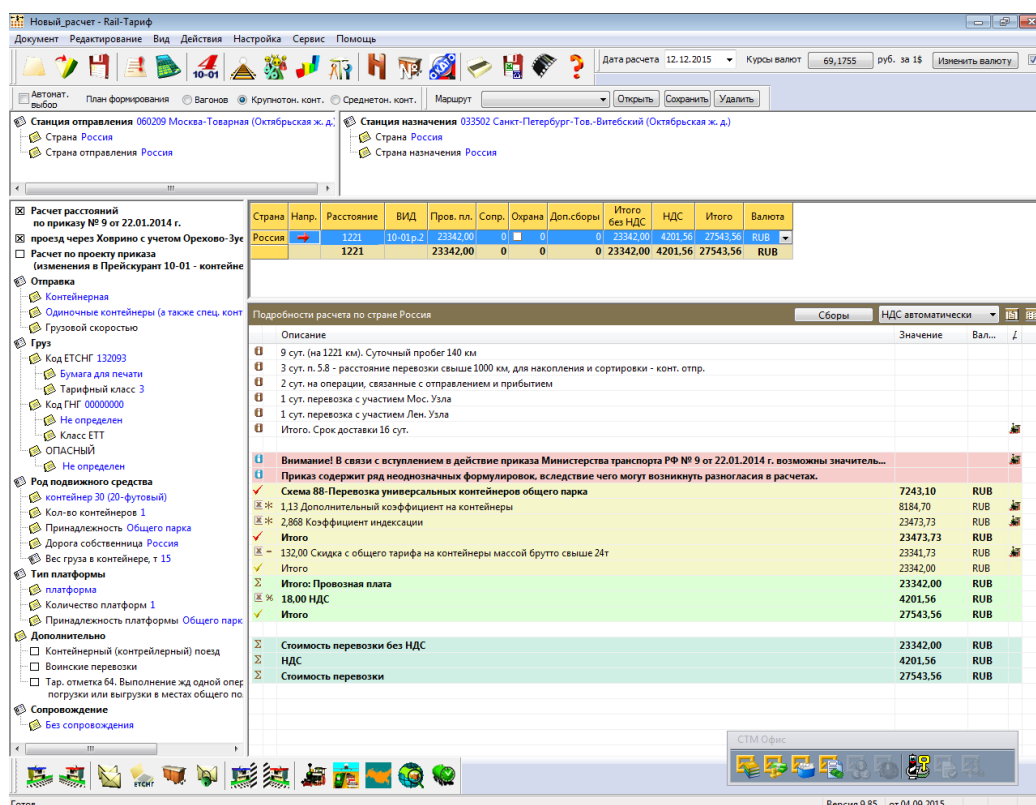 Новый_расчет - Rail-Тариф
Документ Редактирование Вид Действия Настройка Сервис Помощь
10-01
Дата расчета 12.12.2015 Курсы валют 69,1755 руб. за 1$ Изменить валюту
Автонат. выбор План формирования Вагонов Крупнотон. конт. Среднетон. конт. Маршрут Открыть Сохранить Удалить
Станция отправления 060209 Москва-Товарная (Октябрьская ж. д.)
Страна Россия
Страна отправления Россия
Станция назначения 033502 Санкт-Петербург-Тов.-Витебский (Октябрьская ж. д.)
Страна Россия
Страна назначения Россия
Расчет расстояний
по приказу № 9 от 22.01.2014 г.
проезд через Ховрино с учетом Орехово-Зуе
Расчет по проекту приказа
(изменения в Прейскурант 10-01 - контейне
Отправка
Контейнерная
Одиночные контейнеры (а также спец. конт
Грузовой скоростью
Груз
Код ЕТСНГ 132093
Бумага для печати
Тарифный класс 3
Код ГНГ 00000000
Не определен
Класс ЕТТ
ОПАСНЫЙ
Не определен
Род подвижного средства
контейнер 30 (20-футовый)
Кол-во контейнеров 1
Принадлежность Общего парка
Дорога собственница Россия
Вес груза в контейнере, т 15
Тип платформы
платформа
Количество платформ 1
Принадлежность платформы Общего парк
Дополнительно
Контейнерный (контрейлерный) поезд
Воинские перевозки
Тар. отметка 64. Выполнение жд одной опер
погрузки или выгрузки в местах общего по
Сопровождение
Без сопровождения
Страна Напр. Расстояние ВИД Пров. пл. Сопр. Охрана Доп.сборы Итого без НДС НДС Итого Валюта
Россия 1221 10-01р.2 23342,00 0 0 0 23342,00 4201,56 27543,56 RUB
1221 23342,00 0 0 0 23342,00 4201,56 27543,56 RUB
Подробности расчета по стране Россия Сборы НДС автоматически
Описание Значение Вал...
9 сут. (на 1221 км). Суточный пробег 140 км
3 сут. п. 5.8 - расстояние перевозки свыше 1000 км, для накопления и сортировки - конт. отпр.
2 сут. на операции, связанные с отправлением и прибытием
1 сут. перевозка с участием Мос. Узла
1 сут. перевозка с участием Лен. Узла
Итого. Срок доставки 16 сут.
Внимание! В связи с вступлением в действие приказа Министерства транспорта РФ № 9 от 22.01.2014 г. возможны значитель...
Приказ содержит ряд неоднозначных формулировок, вследствие чего могут возникнуть разногласия в расчетах.
Схема 88-Перевозка универсальных контейнеров общего парка 7243,10 RUB
1,13 Дополнительный коэффициент на контейнеры 8184,70 RUB
2,868 Коэффициент индексации 23473,73 RUB
Итого 23473,73 RUB
132,00 Скидка с общего тарифа на контейнеры массой брутто свыше 24т 23341,73 RUB
Итого 23342,00 RUB
Итого: Провозная плата 23342,00 RUB
18,00 НДС 4201,56 RUB
Итого 27543,56 RUB
Стоимость перевозки без НДС 23342,00 RUB
НДС 4201,56 RUB
Стоимость перевозки 27543,56 RUB
СТМ Офис
ЕТСНГ
Готов Версия 9.85 от 04.09.2015